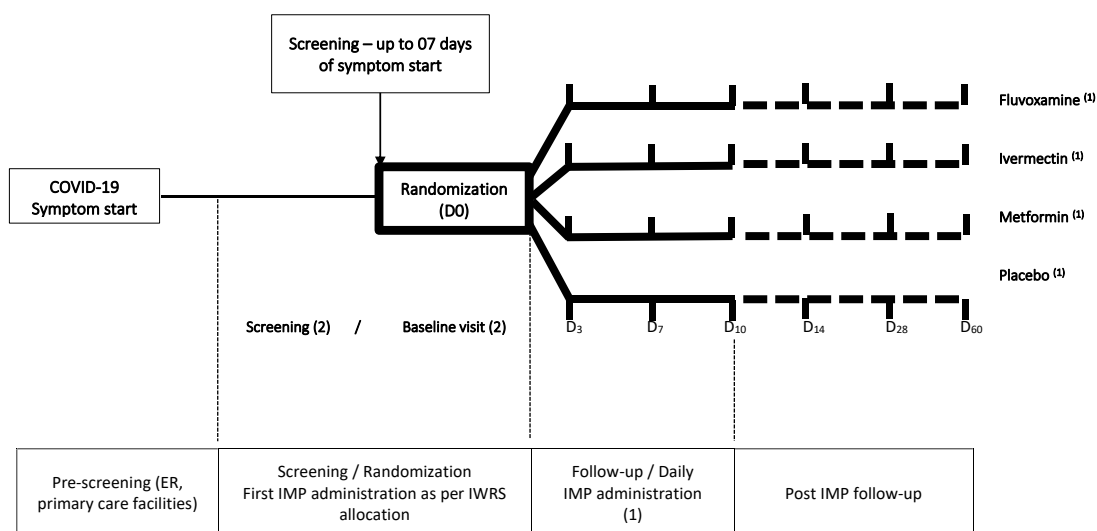 Screening – up to 07 days
of symptom start
Fluvoxamine (1)
Ivermectin (1)
COVID-19
Symptom start
Randomization
(D0)
Metformin (1)
Placebo (1)
Screening (2) / Baseline visit (2)
D3 D7 D10 D14 D28 D60
Pre-screening (ER,
primary care facilities)
Screening / Randomization
First IMP administration as per IWRS
allocation
Follow-up / Daily
IMP administration
(1)
Post IMP follow-up